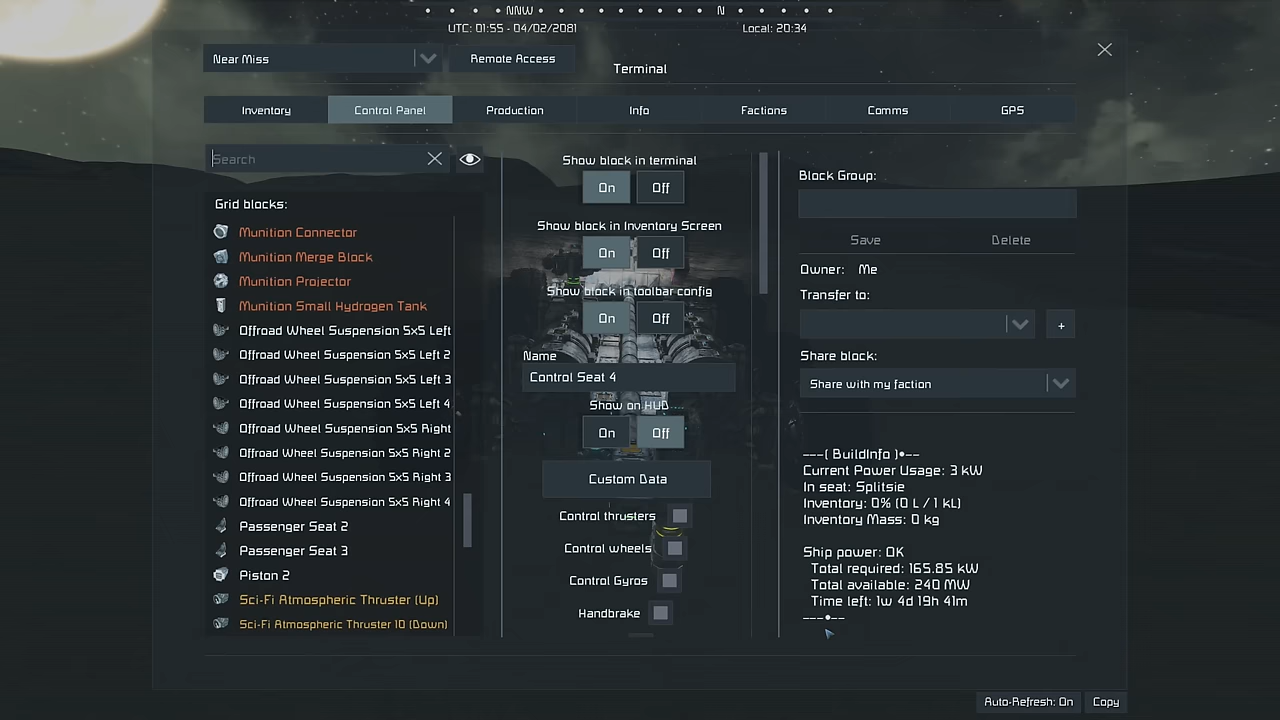 NNW N
UTC: 01:55 - 04/02/2081 Local: 20:34
Near Miss Remote Access
Terminal
Inventory Control Panel Production Info Factions Comms GPS
Search
Grid blocks:
Munition Connector
Munition Merge Block
Munition Projector
Munition Small Hydrogen Tank
Offroad Wheel Suspension 5x5 Left
Offroad Wheel Suspension 5x5 Left 2
Offroad Wheel Suspension 5x5 Left 3
Offroad Wheel Suspension 5x5 Left 4
Offroad Wheel Suspension 5x5 Right
Offroad Wheel Suspension 5x5 Right 2
Offroad Wheel Suspension 5x5 Right 3
Offroad Wheel Suspension 5x5 Right 4
Passenger Seat 2
Passenger Seat 3
Piston 2
Sci-Fi Atmospheric Thruster (Up)
Sci-Fi Atmospheric Thruster 10 (Down)
Show block in terminal
On Off
Show block in Inventory Screen
On Off
Show block in toolbar config
On Off
Name
Control Seat 4
Show on HUD
On Off
Custom Data
Control thrusters
Control wheels
Control Gyros
Handbrake
Block Group:
Save Delete
Owner: Me
Transfer to:
+
Share block:
Share with my faction
---( BuildInfo )•--
Current Power Usage: 3 kW
In seat: Splitsie
Inventory: 0% (0 L / 1 kL)
Inventory Mass: 0 kg
Ship power: OK
Total required: 165.85 kW
Total available: 240 MW
Time left: 1w 4d 19h 41m
---•--
Auto-Refresh: On Copy